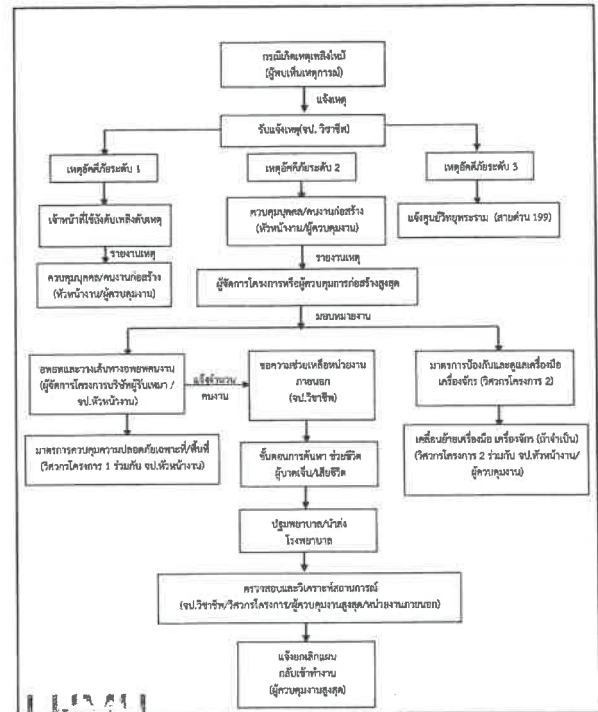 กรณีเกิดเหตุเพลิงไหม้
(ผู้พบเห็นเหตุการณ์)
แจ้งเหตุ
รับแจ้งเหตุ(จป. วิชาชีพ)
เหตุอัคคีภัยระดับ 1
เหตุอัคคีภัยระดับ 2
เหตุอัคคีภัยระดับ 3
เจ้าหน้าที่ใช้ถังดับเพลิงดับเหตุ
ควบคุมบุคคล/คนงานก่อสร้าง
(หัวหน้างาน/ผู้ควบคุมงาน)
แจ้งศูนย์วิทยุพระราม (สายด่วน 199)
รายงานเหตุ
รายงานเหตุ
ควบคุมบุคคล/คนงานก่อสร้าง
(หัวหน้างาน/ผู้ควบคุมงาน)
ผู้จัดการโครงการหรือผู้ควบคุมการก่อสร้างสูงสุด
มอบหมายงาน
อพยพและวางเส้นทางอพยพคนงาน
(ผู้จัดการโครงการบริษัทผู้รับเหมา /
จป.หัวหน้างาน)
แจ้งจำนวน
คนงาน
ขอความช่วยเหลือหน่วยงาน
ภายนอก
(จป.วิชาชีพ)
มาตรการป้องกันและดูแลเครื่องมือ
เครื่องจักร (วิศวกรโครงการ 2)
มาตรการควบคุมความปลอดภัยเฉพาะที่/พื้นที่
(วิศวกรโครงการ 1 ร่วมกับ จป.หัวหน้างาน)
ขั้นตอนการค้นหา ช่วยชีวิต
ผู้บาดเจ็บ/เสียชีวิต
เคลื่อนย้ายเครื่องมือ เครื่องจักร (ถ้าจำเป็น)
(วิศวกรโครงการ 2 ร่วมกับ จป.หัวหน้างาน/
ผู้ควบคุมงาน)
ปฐมพยาบาล/นำส่ง
โรงพยาบาล
ตรวจสอบและวิเคราะห์สถานการณ์
(จป.วิชาชีพ/วิศวกรโครงการ/ผู้ควบคุมงานสูงสุด/หน่วยงานภายนอก)
แจ้งยกเลิกแผน
กลับเข้าทำงาน
(ผู้ควบคุมงานสูงสุด)